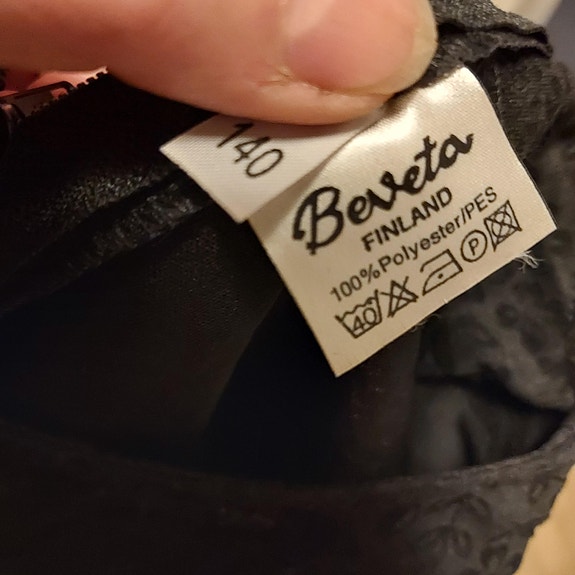 140
Beveta
FINLAND
100% Polyester/PES
40 P